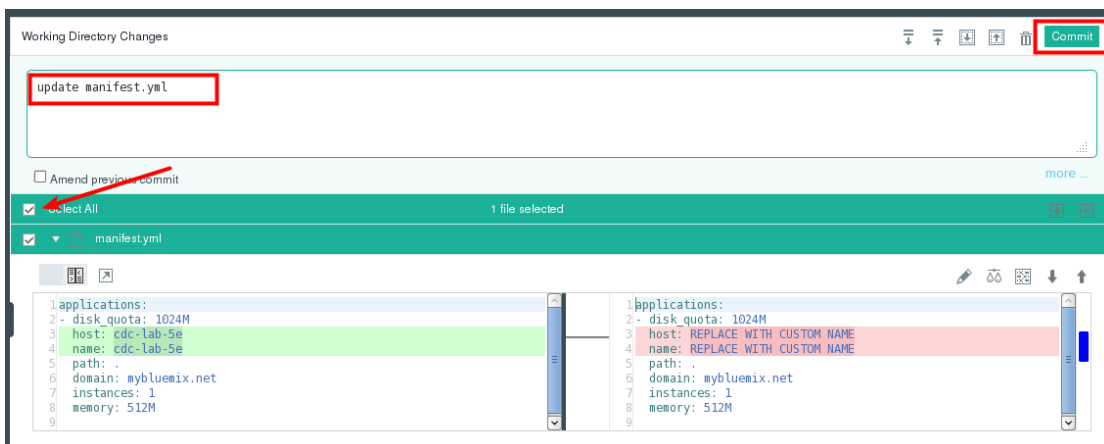 Working Directory Changes
Commit
update manifest.yml
Amend previous commit
more ...
Select All
1 file selected
manifest.yml
1 applications:
2 - disk_quota: 1024M
3 host: cdc-lab-5e
4 name: cdc-lab-5e
5 path: .
6 domain: mybluemix.net
7 instances: 1
8 memory: 512M
9
1 applications:
2 - disk_quota: 1024M
3 host: REPLACE WITH CUSTOM NAME
4 name: REPLACE WITH CUSTOM NAME
5 path: .
6 domain: mybluemix.net
7 instances: 1
8 memory: 512M
9